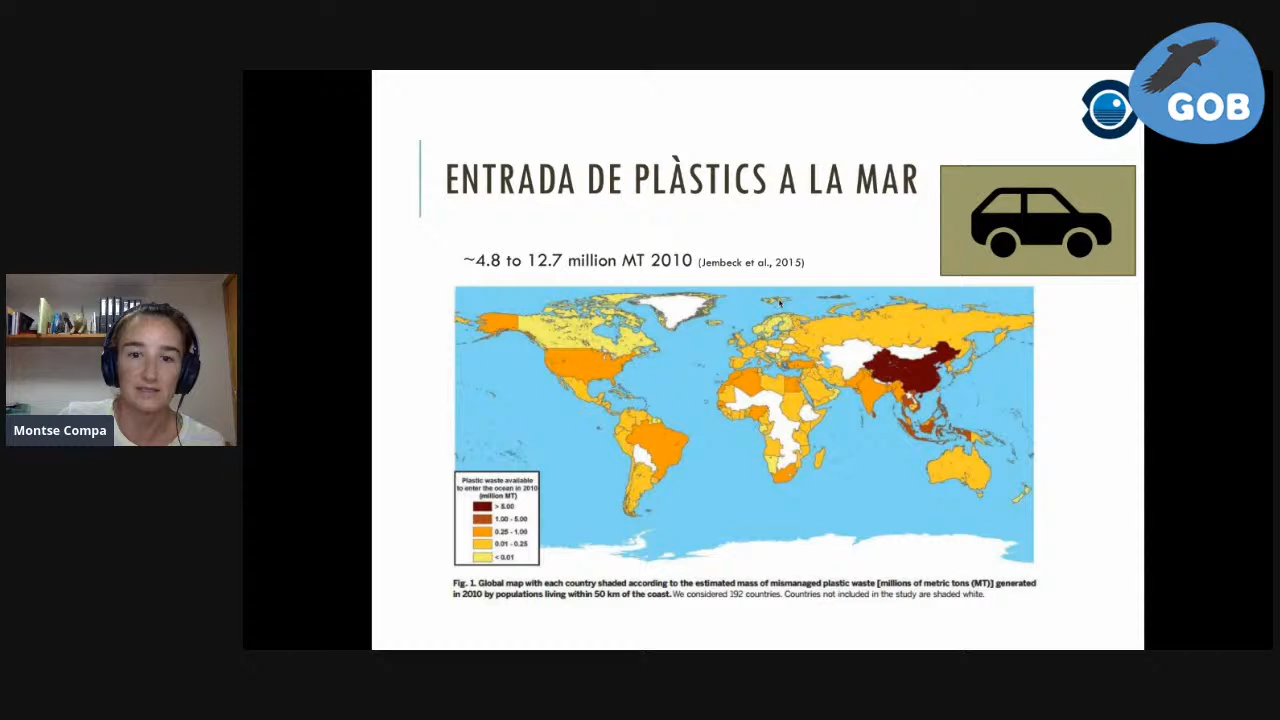 GOB
ENTRADA DE PLÀSTICS A LA MAR
~4.8 to 12.7 million MT 2010 (Jembeck et al., 2015)
Montse Compa
Plastic waste available
to enter the ocean in 2010
(million MT)
> 5.00
1.00 - 5.00
0.25 - 1.00
0.01 - 0.25
< 0.01
Fig. 1. Global map with each country shaded according to the estimated mass of mismanaged plastic waste [millions of metric tons (MT)] generated
in 2010 by populations living within 50 km of the coast. We considered 192 countries. Countries not included in the study are shaded white.